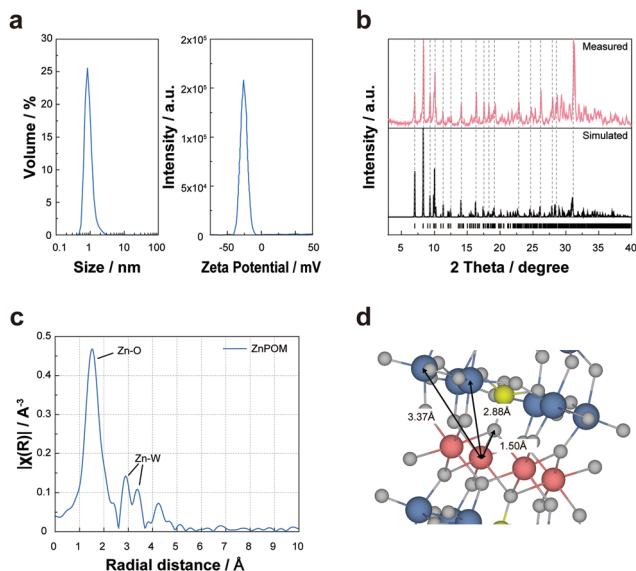 a
Volume / %
30
25
20
15
10
5
0
0.1
1
10
100
Size / nm
Intensity / a.u.
2x10⁵
2x10⁵
1x10⁵
5x10⁴
0
-50
0
50
Zeta Potential / mV
b
Intensity / a.u.
Measured
Simulated
5
10
15
20
25
30
35
40
2 Theta / degree
c
|χ(R)| / A⁻³
0.5
0.4
0.3
0.2
0.1
0
Zn-O
ZnPOM
Zn-W
0 1 2 3 4 5 6 7 8 9 10
Radial distance / Å
d
3.37Å
2.88Å
1.50Å